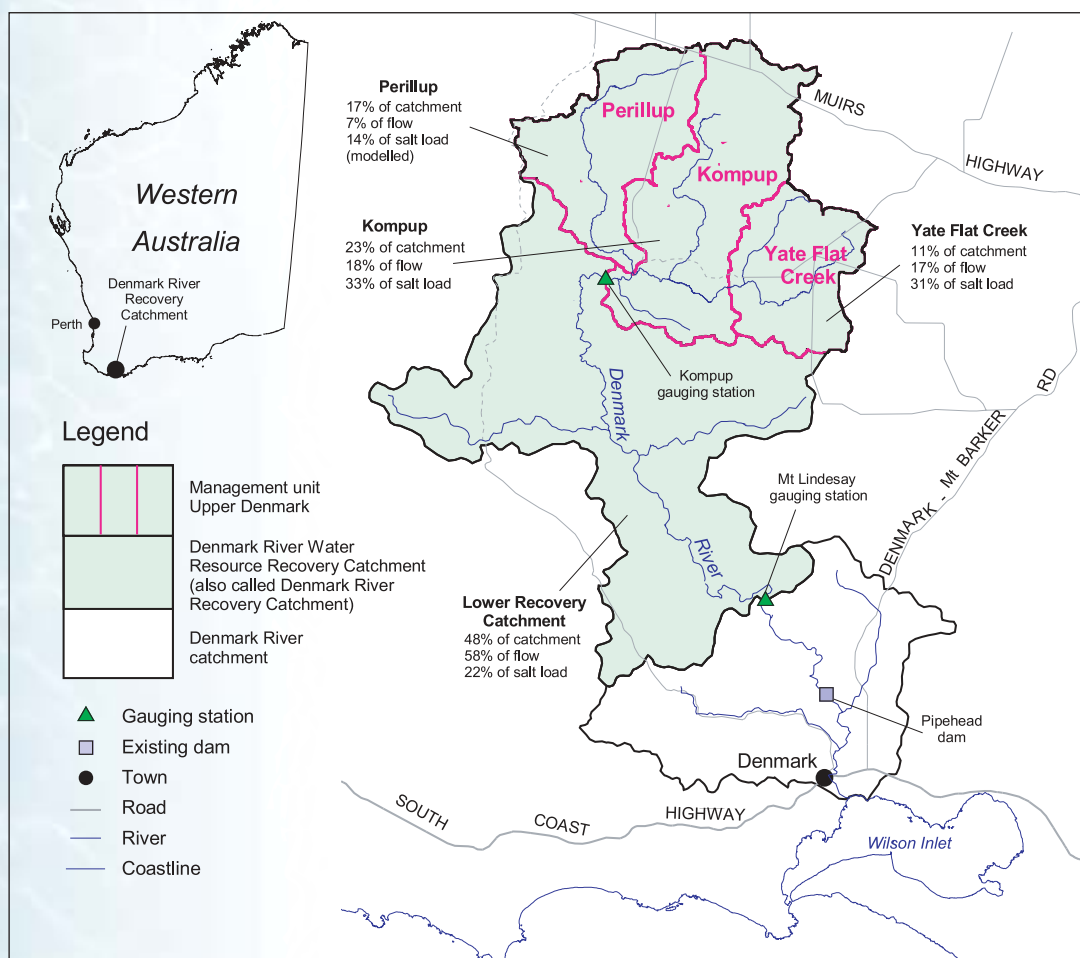 Western
Australia
Denmark River
Recovery
Catchment
Perth
Legend
Management unit
Upper Denmark
Denmark River Water
Resource Recovery Catchment
(also called Denmark River
Recovery Catchment)
Denmark River
catchment
Gauging station
Existing dam
Town
Road
River
Coastline
Perillup
17% of catchment
7% of flow
14% of salt load
(modelled)
Perillup
Kompup
MUIRS
HIGHWAY
Kompup
23% of catchment
18% of flow
33% of salt load
Yate Flat
Creek
Yate Flat Creek
11% of catchment
17% of flow
31% of salt load
Kompup
gauging station
Denmark
River
DENMARK - Mt BARKER RD
Mt Lindesay
gauging station
Lower Recovery
Catchment
48% of catchment
58% of flow
22% of salt load
Pipehead
dam
Denmark
SOUTH COAST HIGHWAY
Wilson Inlet